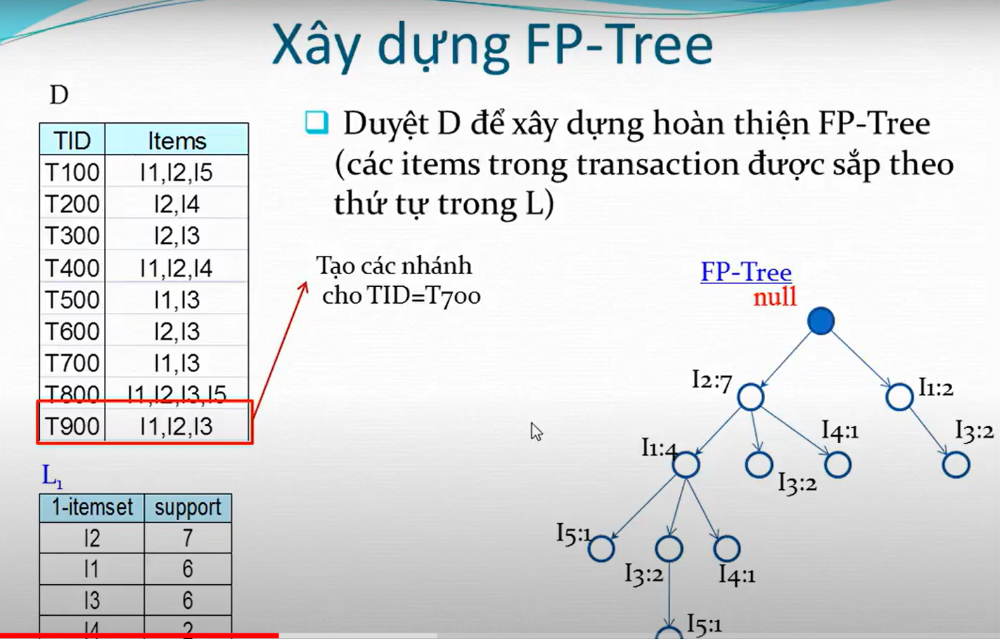 Xây dựng FP-Tree
D
TID Items
T100 I1,I2,I5
T200 I2,I4
T300 I2,I3
T400 I1,I2,I4
T500 I1,I3
T600 I2,I3
T700 I1,I3
T800 I1,I2,I3,I5
T900 I1,I2,I3
Duyệt D để xây dựng hoàn thiện FP-Tree
(các items trong transaction được sắp theo
thứ tự trong L)
Tạo các nhánh
cho TID=T700
FP-Tree
null
I2:7
I1:2
I1:4
I4:1
I3:2
I3:2
I5:1
I3:2
I4:1
I5:1
L1
1-itemset support
I2 7
I1 6
I3 6
I4 2